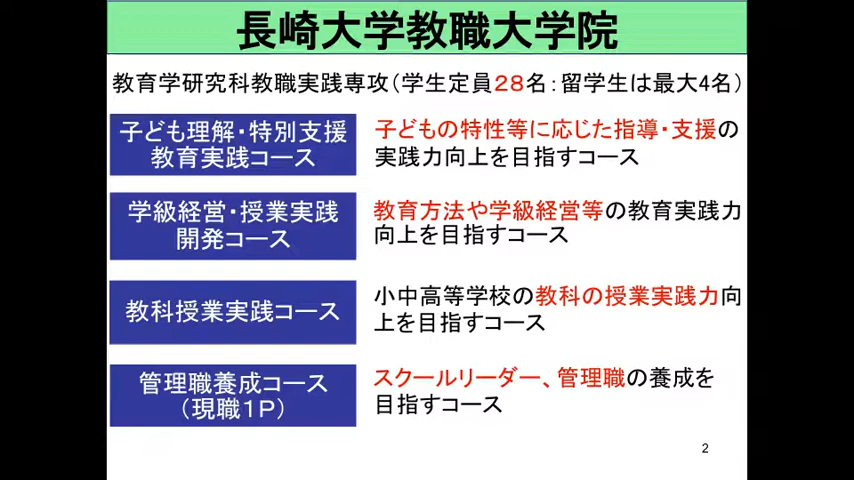 長崎大学教職大学院
教育学研究科教職実践専攻(学生定員28名:留学生は最大4名)
子ども理解・特別支援
教育実践コース
子どもの特性等に応じた指導・支援の
実践力向上を目指すコース
学級経営・授業実践
開発コース
教育方法や学級経営等の教育実践力
向上を目指すコース
教科授業実践コース
小中高等学校の教科の授業実践力向
上を目指すコース
管理職養成コース
(現職1P)
スクールリーダー、管理職の養成を
目指すコース
2